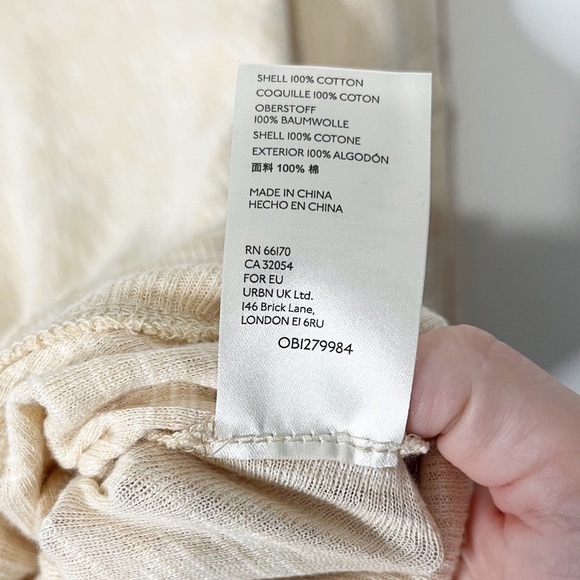 SHELL 100% COTTON
COQUILLE 100% COTON
OBERSTOFF
100% BAUMWOLLE
SHELL 100% COTONE
EXTERIOR 100% ALGODÓN
面料 100% 棉
MADE IN CHINA
HECHO EN CHINA
RN 66170
CA 32054
FOR EU
URBN UK Ltd.
146 Brick Lane,
LONDON E1 6RU
OB1279984